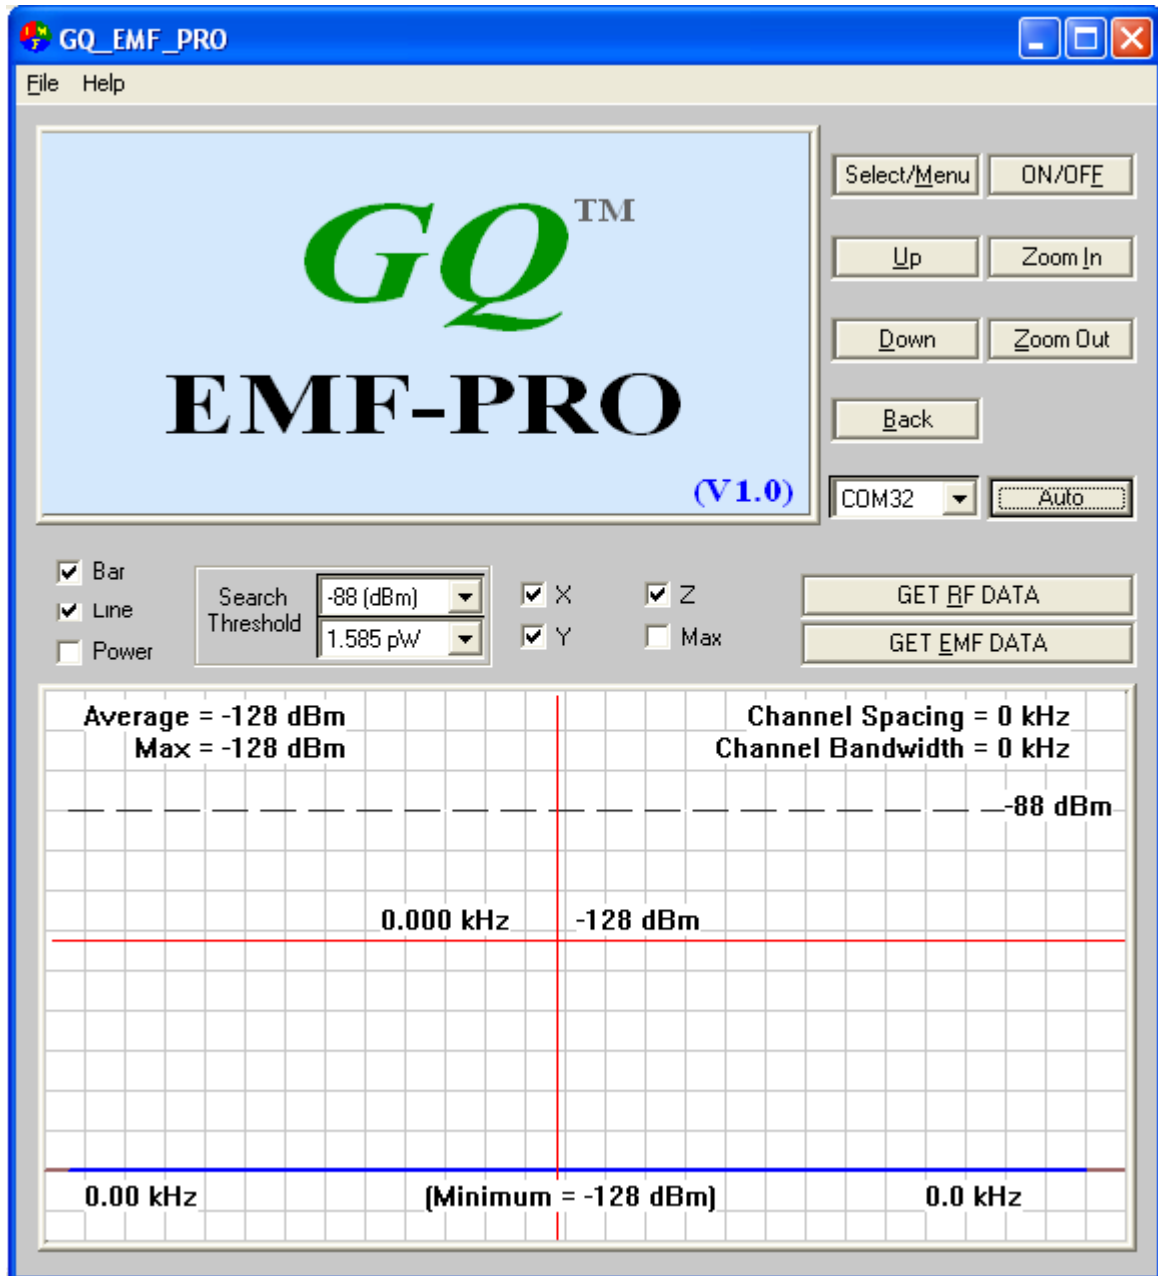 GQ_EMF_PRO
File Help
GQ™
EMF-PRO
(V1.0)
Select/Menu ON/OFF
Up Zoom In
Down Zoom Out
Back
COM32 Auto
Bar
Line
Power
Search
Threshold
-88 (dBm)
1.585 pW
X Z
Y Max
GET RF DATA
GET EMF DATA
Average = -128 dBm
Max = -128 dBm
Channel Spacing = 0 kHz
Channel Bandwidth = 0 kHz
-88 dBm
0.000 kHz -128 dBm
0.00 kHz (Minimum = -128 dBm) 0.0 kHz